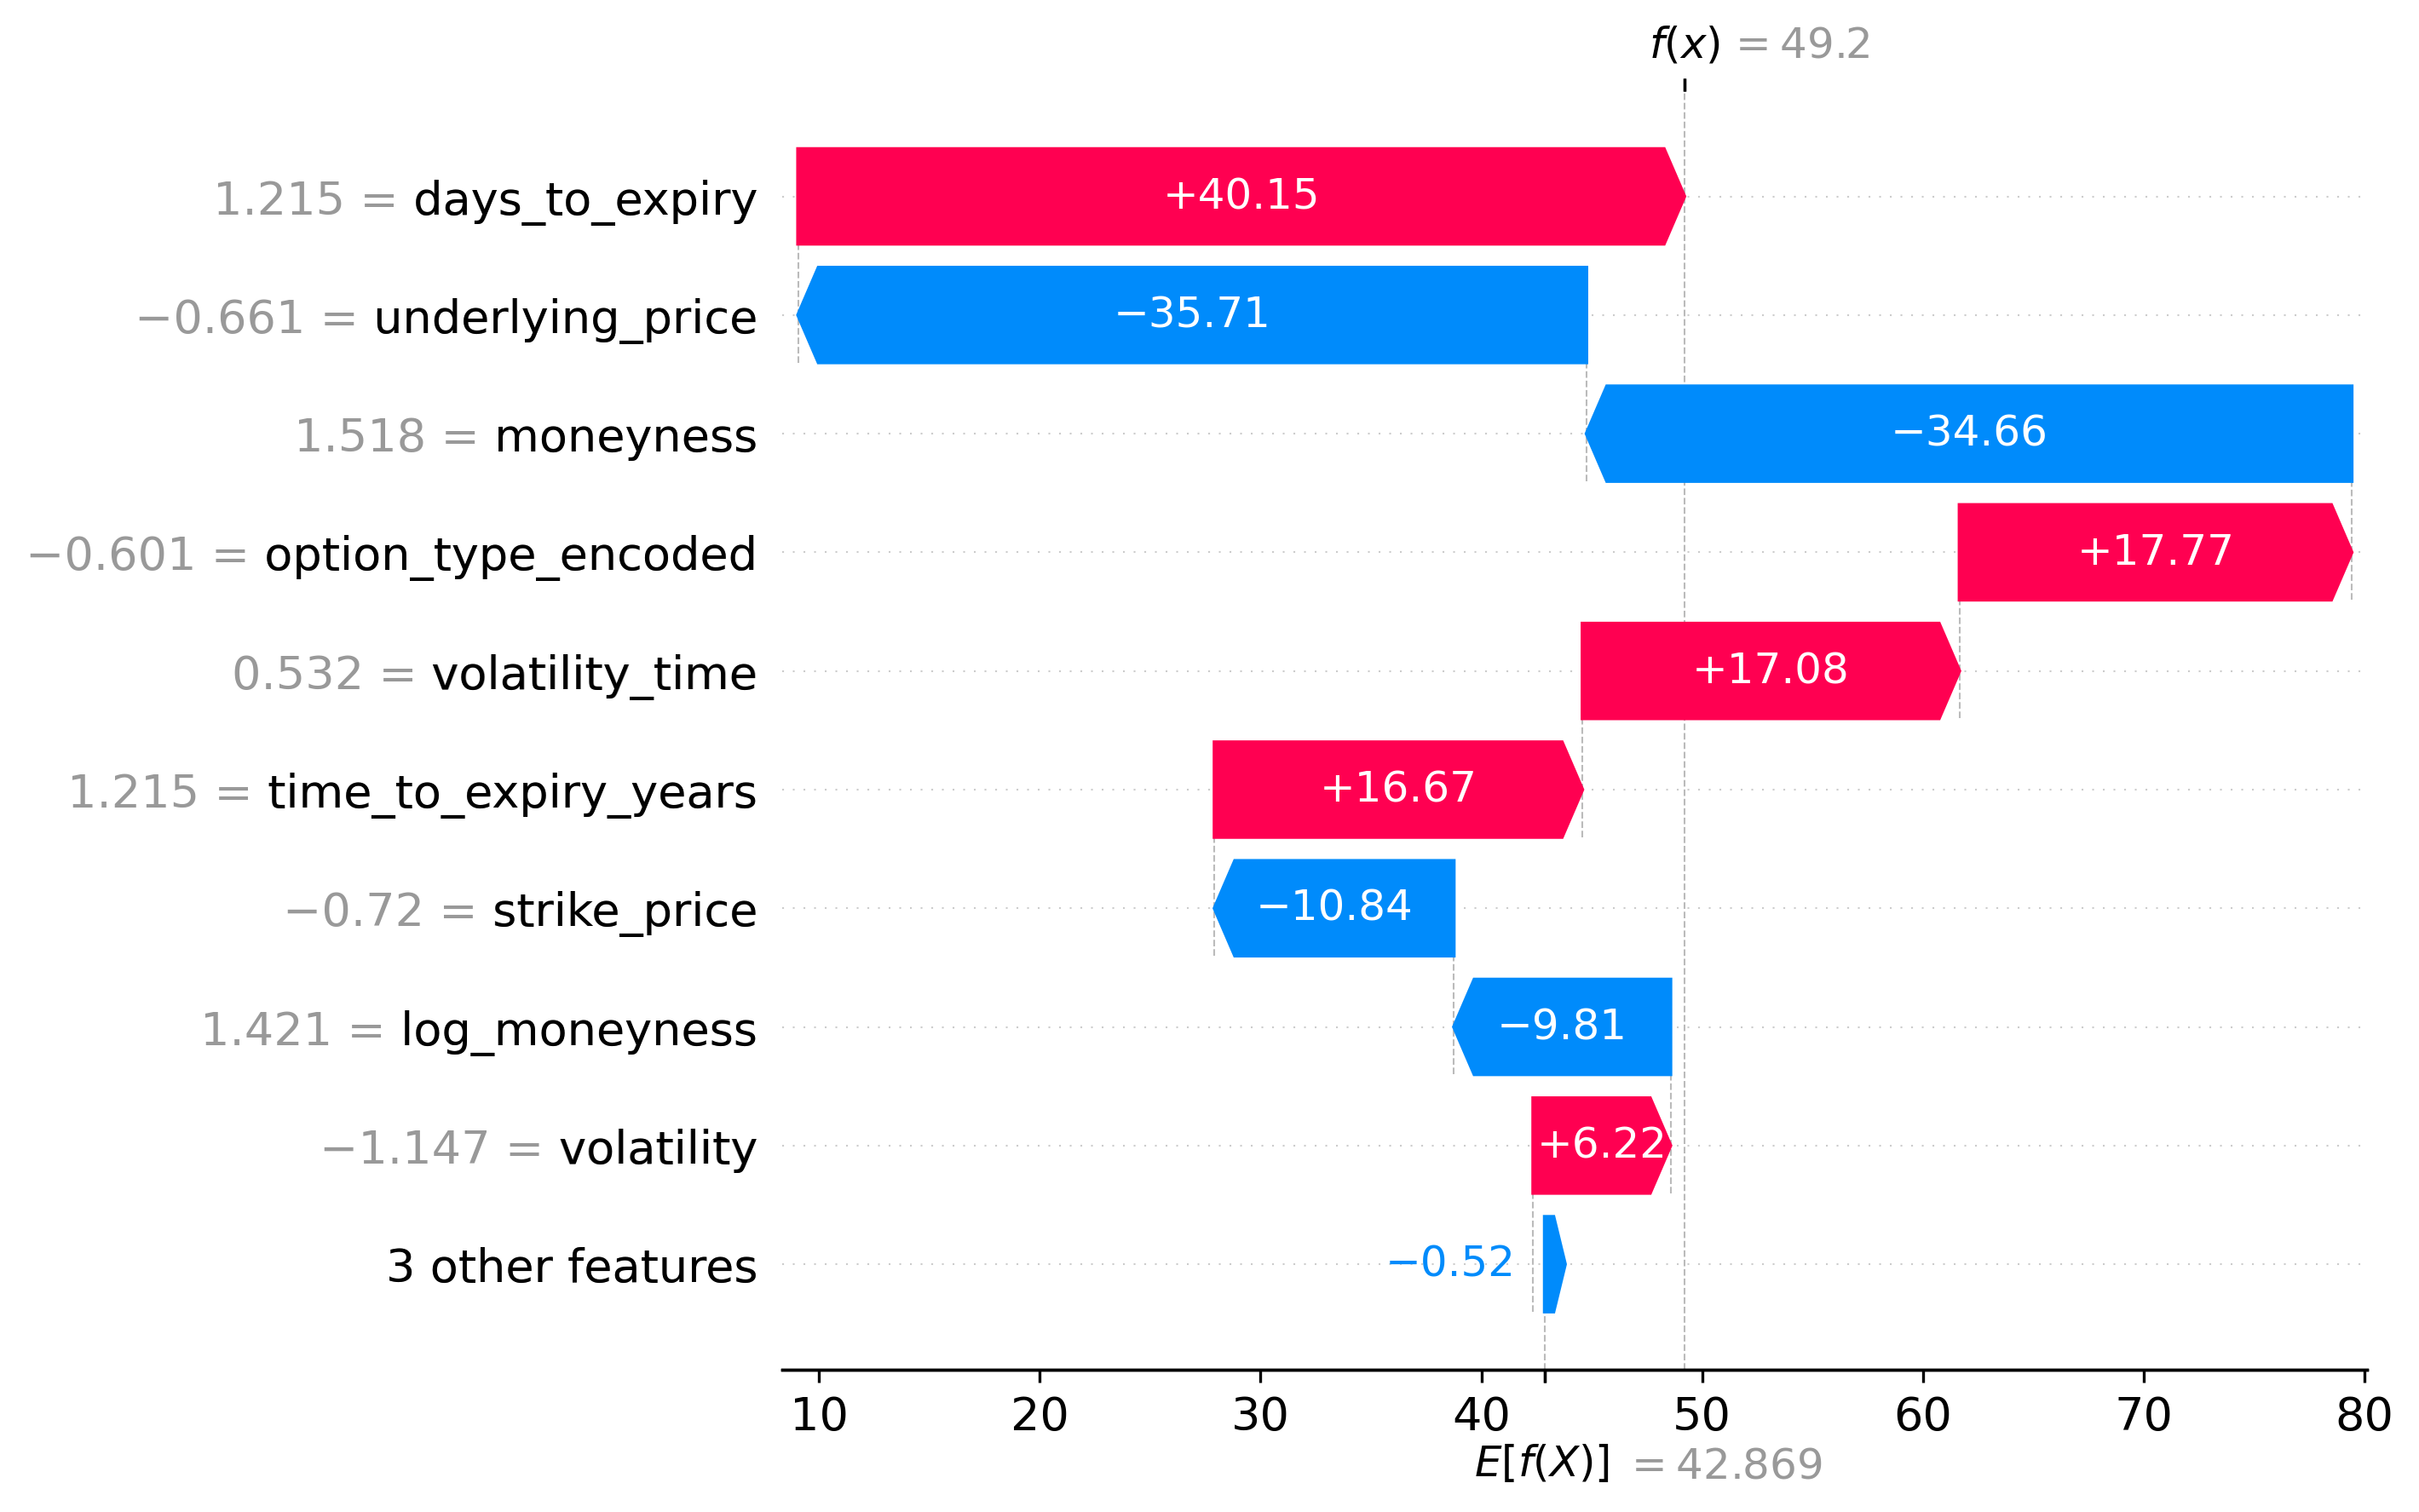 f(x) = 49.2
1.215 = days_to_expiry
+40.15
−0.661 = underlying_price
−35.71
1.518 = moneyness
−34.66
−0.601 = option_type_encoded
+17.77
0.532 = volatility_time
+17.08
1.215 = time_to_expiry_years
+16.67
−0.72 = strike_price
−10.84
1.421 = log_moneyness
−9.81
−1.147 = volatility
+6.22
3 other features
−0.52
10 20 30 40 50 60 70 80
E[f(X)] = 42.869